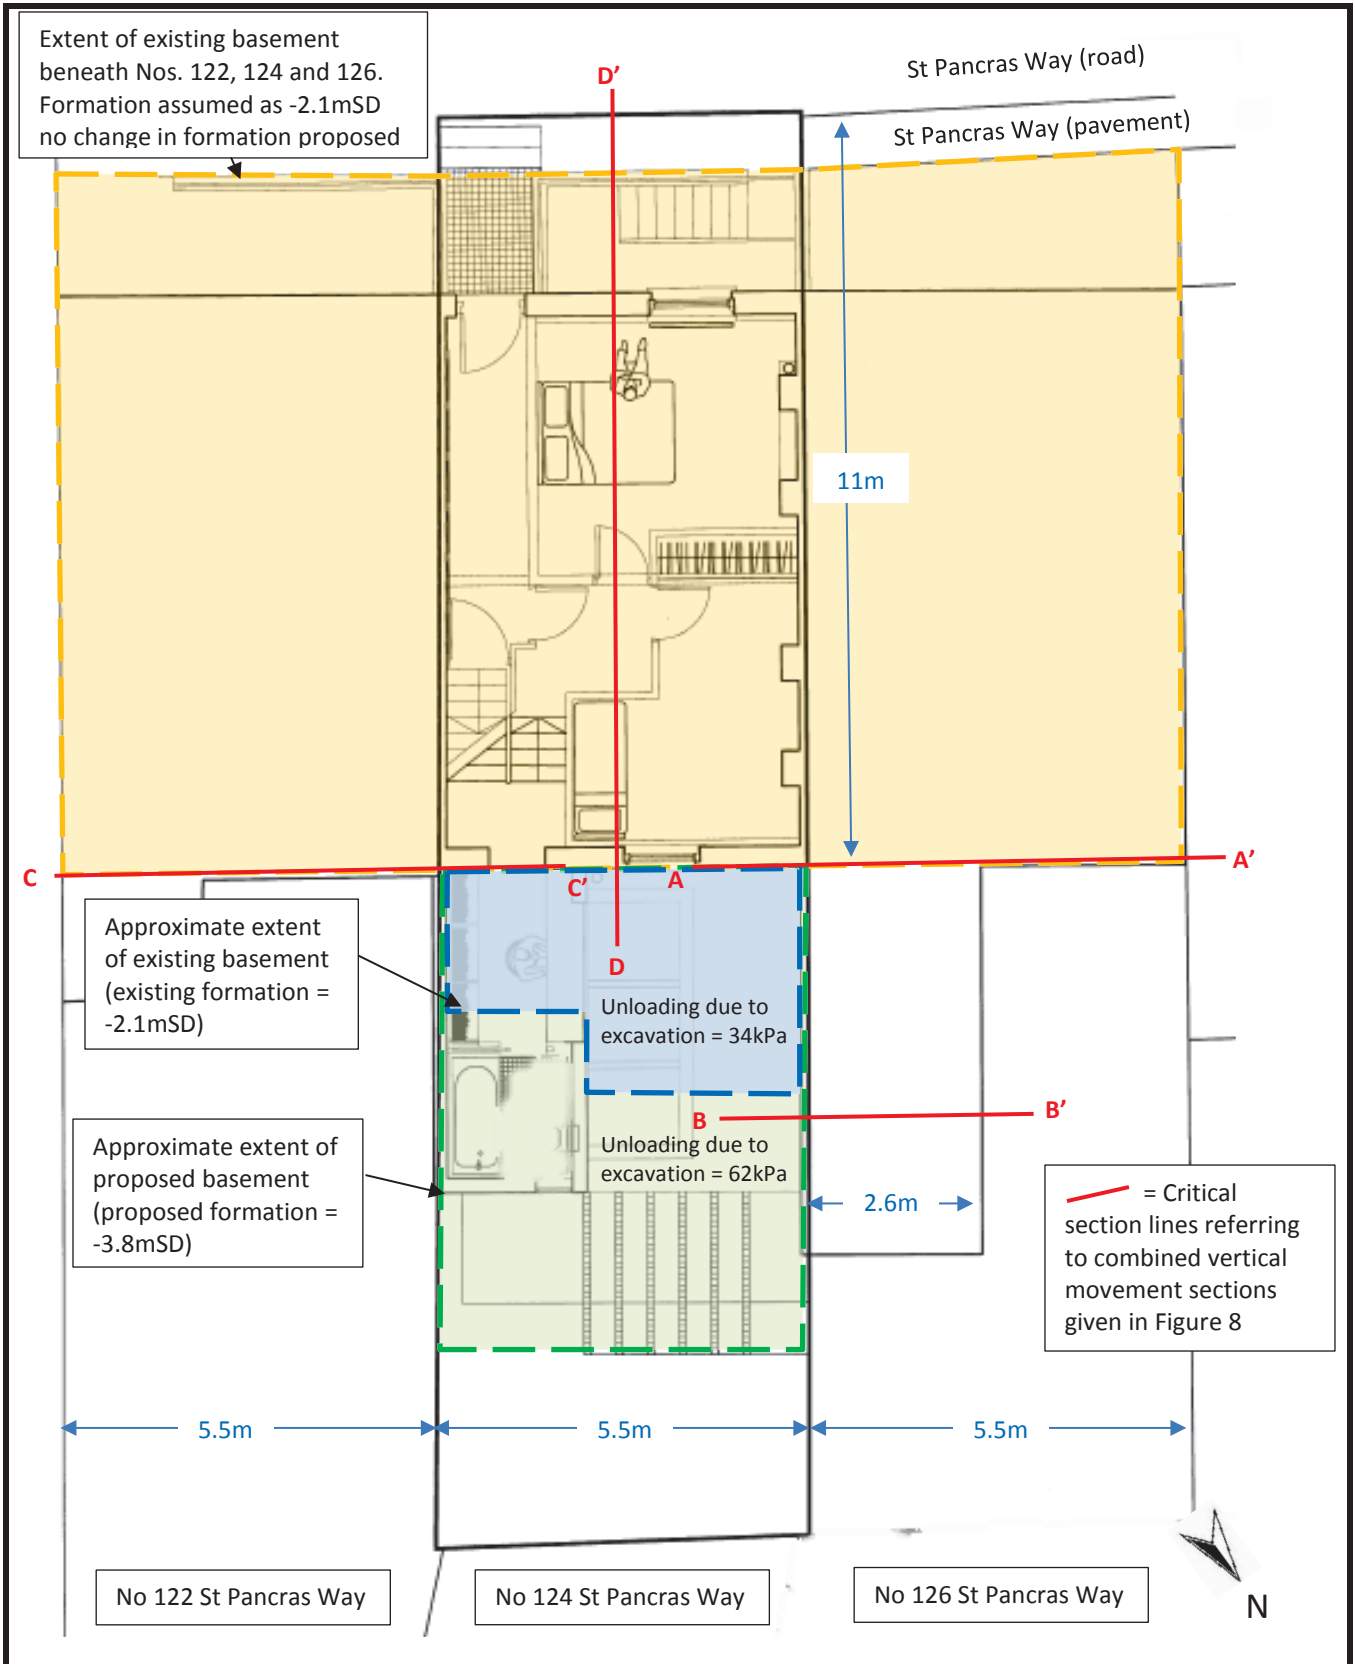 Extent of existing basement
beneath Nos. 122, 124 and 126.
Formation assumed as -2.1mSD
no change in formation proposed
D’
St Pancras Way (road)
St Pancras Way (pavement)
11m
C
C’
A
A’
Approximate extent
of existing basement
(existing formation =
-2.1mSD)
D
Unloading due to
excavation = 34kPa
B
B’
Unloading due to
excavation = 62kPa
Approximate extent of
proposed basement
(proposed formation =
-3.8mSD)
2.6m
= Critical
section lines referring
to combined vertical
movement sections
given in Figure 8
5.5m
5.5m
5.5m
No 122 St Pancras Way
No 124 St Pancras Way
No 126 St Pancras Way
N